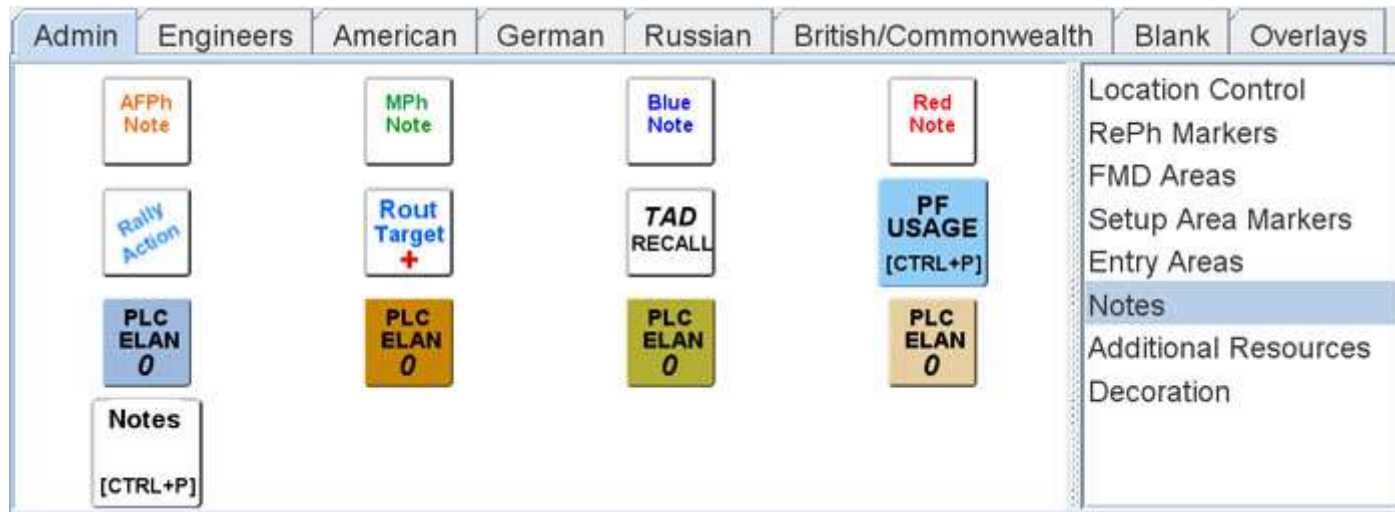 Admin Engineers American German Russian British/Commonwealth Blank Overlays
AFPh
Note
MPh
Note
Blue
Note
Red
Note
Rally
Action
Rout
Target
+
TAD
RECALL
PF
USAGE
[CTRL+P]
PLC
ELAN
0
PLC
ELAN
0
PLC
ELAN
0
PLC
ELAN
0
Notes
[CTRL+P]
Location Control
RePh Markers
FMD Areas
Setup Area Markers
Entry Areas
Notes
Additional Resources
Decoration